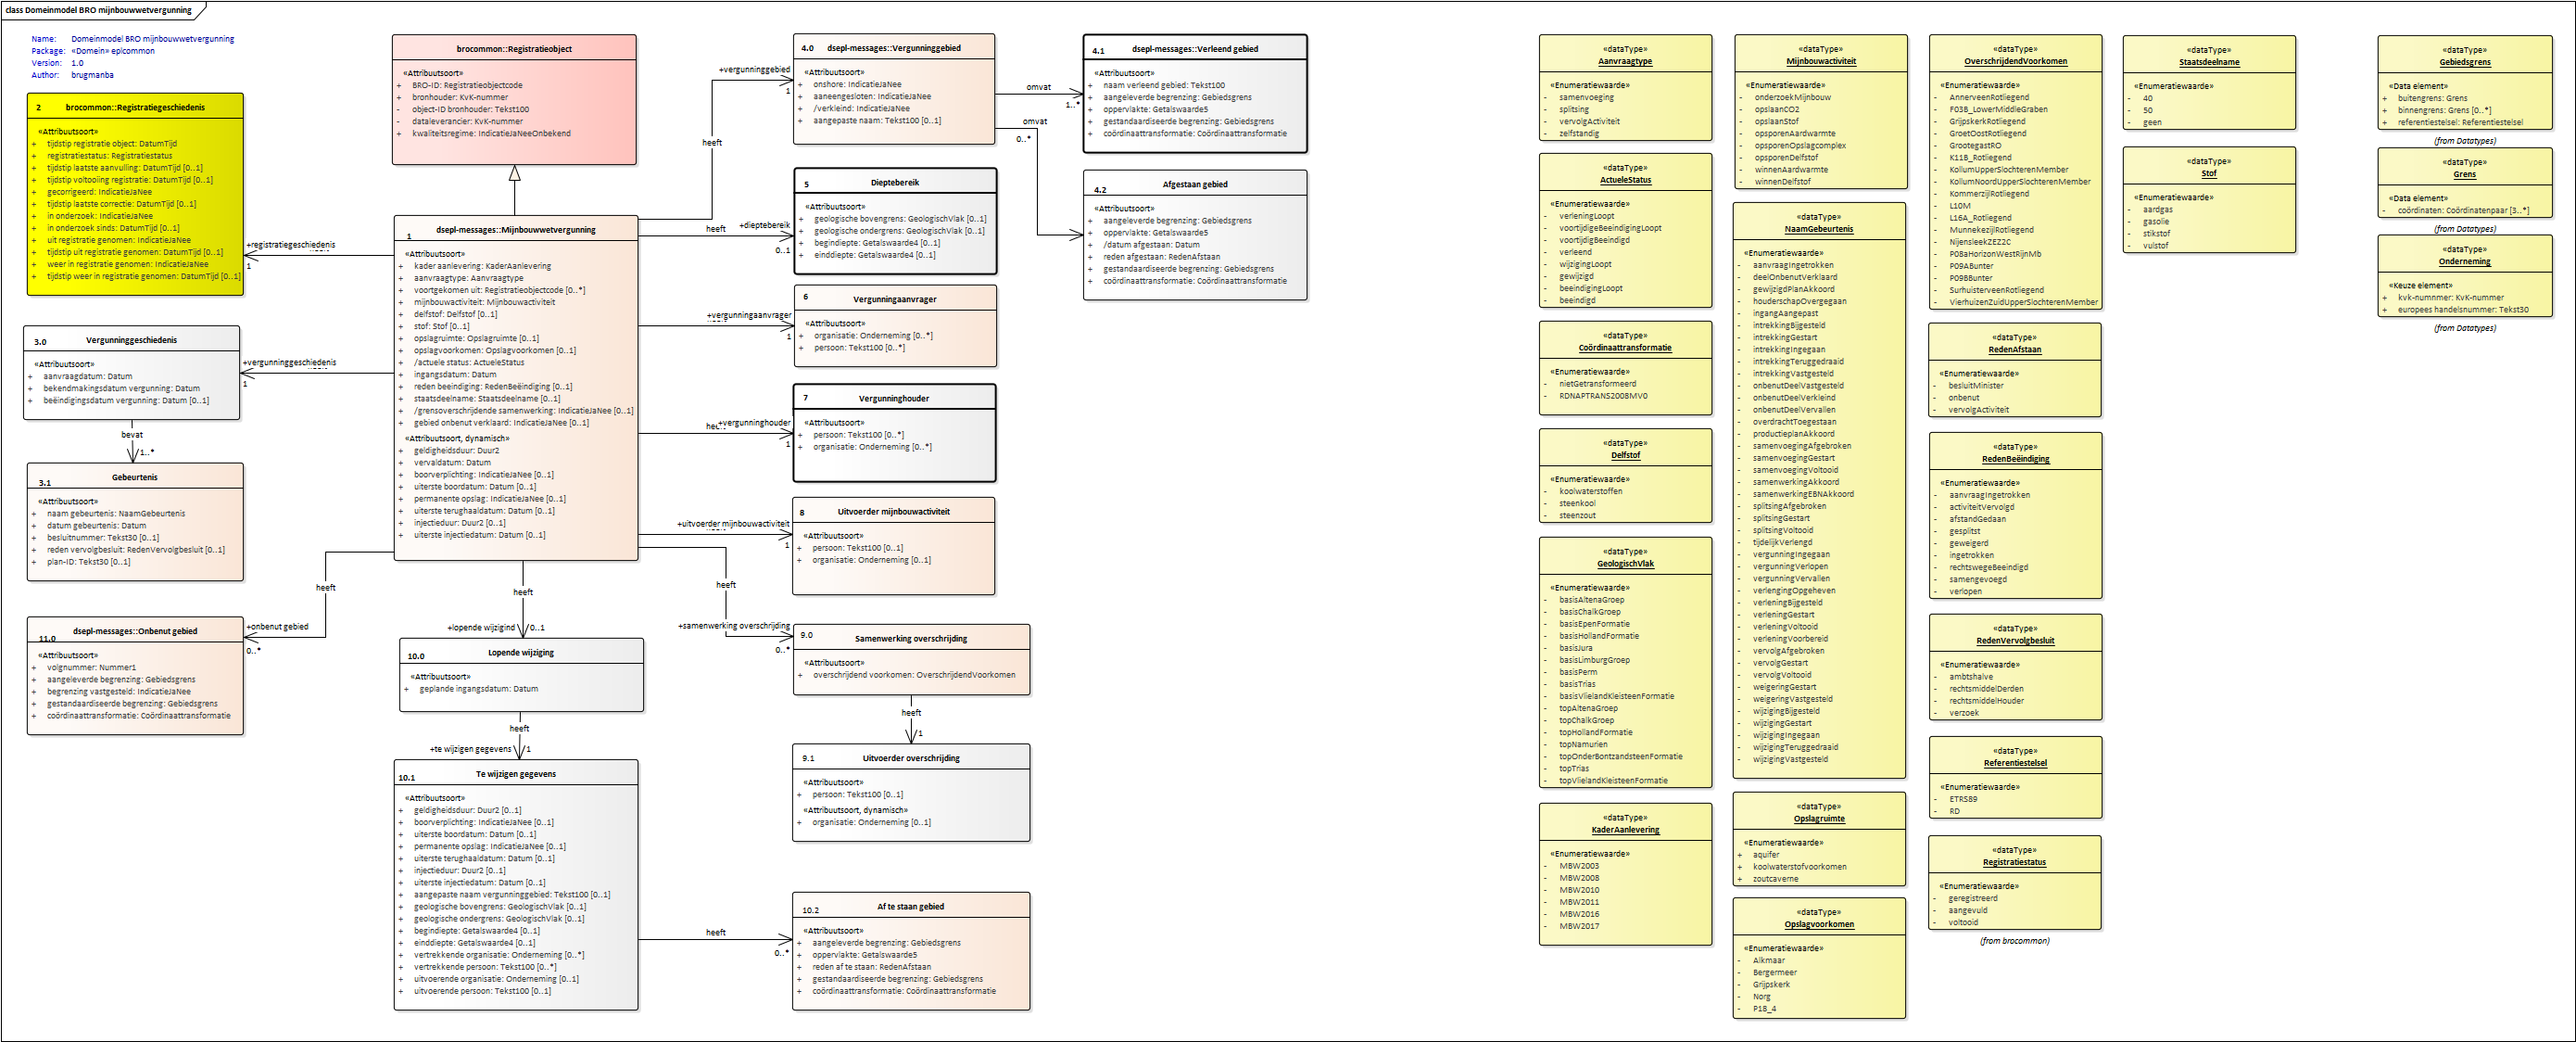 class Domeinmodel BRO mijnbouwwetvergunning
Name: Domeinmodel BRO mijnbouwwetvergunning
Package: «Domein» eplcommon
Version: 1.0
Author: brugmanba
2 brocommon::Registratiegeschiedenis
«Attribuutsoort»
+ tijdstip registratie object: DatumTijd
+ registratiestatus: Registratiestatus
+ tijdstip laatste aanvulling: DatumTijd [0..1]
+ tijdstip voltooiing registratie: DatumTijd [0..1]
+ gecorrigeerd: IndicatieJaNee
+ tijdstip laatste correctie: DatumTijd [0..1]
+ in onderzoek: IndicatieJaNee
+ in onderzoek sinds: DatumTijd [0..1]
+ uit registratie genomen: IndicatieJaNee
+ tijdstip uit registratie genomen: DatumTijd [0..1]
+ weer in registratie genomen: IndicatieJaNee
+ tijdstip weer in registratie genomen: DatumTijd [0..1]
+registratiegeschiedenis
1
3.0 Vergunninggeschiedenis
«Attribuutsoort»
+ aanvraagdatum: Datum
+ bekendmakingsdatum vergunning: Datum
+ beëindigingsdatum vergunning: Datum [0..1]
+vergunninggeschiedenis
1
bevat
1..*
3.1 Gebeurtenis
«Attribuutsoort»
+ naam gebeurtenis: NaamGebeurtenis
+ datum gebeurtenis: Datum
+ besluitnummer: Tekst30 [0..1]
+ reden vervolgbesluit: RedenVervolgbesluit [0..1]
+ plan-ID: Tekst30 [0..1]
heeft
+onbenut gebied
0..*
11.0 dsepl-messages::Onbenut gebied
«Attribuutsoort»
+ volgnummer: Nummer1
+ aangeleverde begrenzing: Gebiedsgrens
+ begrenzing vastgesteld: IndicatieJaNee
+ gestandaardiseerde begrenzing: Gebiedsgrens
+ coördinaattransformatie: Coördinaattransformatie
brocommon::Registratieobject
«Attribuutsoort»
+ BRO-ID: Registratieobjectcode
+ bronhouder: KvK-nummer
- object-ID bronhouder: Tekst100
- dataleverancier: KvK-nummer
+ kwaliteitsregime: IndicatieJaNeeOnbekend
1 dsepl-messages::Mijnbouwwetvergunning
«Attribuutsoort»
+ kader aanlevering: KaderAanlevering
+ aanvraagtype: Aanvraagtype
+ voortgekomen uit: Registratieobjectcode [0..*]
+ mijnbouwactiviteit: Mijnbouwactiviteit
+ delfstof: Delfstof [0..1]
+ stof: Stof [0..1]
+ opslagruimte: Opslagruimte [0..1]
+ opslagvoorkomen: Opslagvoorkomen [0..1]
+ /actuele status: ActueleStatus
+ ingangsdatum: Datum
+ reden beeindiging: RedenBeëindiging [0..1]
+ staatsdeelname: Staatsdeelname [0..1]
+ /grensoverschrijdende samenwerking: IndicatieJaNee [0..1]
+ gebied onbenut verklaard: IndicatieJaNee [0..1]
«Attribuutsoort, dynamisch»
+ geldigheidsduur: Duur2
+ vervaldatum: Datum
+ boorverplichting: IndicatieJaNee [0..1]
+ uiterste boordatum: Datum [0..1]
+ permanente opslag: IndicatieJaNee [0..1]
+ uiterste terughaaldatum: Datum [0..1]
+ injectieduur: Duur2 [0..1]
+ uiterste injectiedatum: Datum [0..1]
heeft
+lopende wijzigind
0..1
10.0 Lopende wijziging
«Attribuutsoort»
+ geplande ingangsdatum: Datum
heeft
+te wijzigen gegevens
1
10.1 Te wijzigen gegevens
«Attribuutsoort»
+ geldigheidsduur: Duur2 [0..1]
+ boorverplichting: IndicatieJaNee [0..1]
+ uiterste boordatum: Datum [0..1]
+ permanente opslag: IndicatieJaNee [0..1]
+ uiterste terughaaldatum: Datum [0..1]
+ injectieduur: Duur2 [0..1]
+ uiterste injectiedatum: Datum [0..1]
+ aangepaste naam vergunninggebied: Tekst100 [0..1]
+ geologische bovengrens: GeologischVlak [0..1]
+ geologische ondergrens: GeologischVlak [0..1]
+ begindiepte: Getalswaarde4 [0..1]
+ einddiepte: Getalswaarde4 [0..1]
+ vertrekkende organisatie: Onderneming [0..*]
+ vertrekkende persoon: Tekst100 [0..*]
+ uitvoerende organisatie: Onderneming [0..1]
+ uitvoerende persoon: Tekst100 [0..1]
heeft
+vergunninggebied
1
4.0 dsepl-messages::Vergunninggebied
«Attribuutsoort»
+ onshore: IndicatieJaNee
+ aaneengesloten: IndicatieJaNee
+ /verkleind: IndicatieJaNee
+ aangepaste naam: Tekst100 [0..1]
heeft
+dieptebereik
0..1
5 Dieptebereik
«Attribuutsoort»
+ geologische bovengrens: GeologischVlak [0..1]
+ geologische ondergrens: GeologischVlak [0..1]
+ begindiepte: Getalswaarde4 [0..1]
+ einddiepte: Getalswaarde4 [0..1]
+vergunningaanvrager
1
6 Vergunningaanvrager
«Attribuutsoort»
+ organisatie: Onderneming [0..*]
+ persoon: Tekst100 [0..*]
+vergunninghouder
1
7 Vergunninghouder
«Attribuutsoort»
+ persoon: Tekst100 [0..*]
+ organisatie: Onderneming [0..*]
+uitvoerder mijnbouwactiviteit
1
8 Uitvoerder mijnbouwactiviteit
«Attribuutsoort»
+ persoon: Tekst100 [0..1]
+ organisatie: Onderneming [0..1]
heeft
+samenwerking overschrijding
0..*
9.0 Samenwerking overschrijding
«Attribuutsoort»
+ overschrijdend voorkomen: OverschrijdendVoorkomen
heeft
1
9.1 Uitvoerder overschrijding
«Attribuutsoort»
+ persoon: Tekst100 [0..1]
«Attribuutsoort, dynamisch»
+ organisatie: Onderneming [0..1]
heeft
0..*
10.2 Af te staan gebied
«Attribuutsoort»
+ aangeleverde begrenzing: Gebiedsgrens
+ oppervlakte: Getalswaarde5
+ reden af te staan: RedenAfstaan
+ gestandaardiseerde begrenzing: Gebiedsgrens
+ coördinaattransformatie: Coördinaattransformatie
omvat
1..*
omvat
0..*
4.1 dsepl-messages::Verleend gebied
«Attribuutsoort»
+ naam verleend gebied: Tekst100
+ aangeleverde begrenzing: Gebiedsgrens
+ oppervlakte: Getalswaarde5
+ gestandaardiseerde begrenzing: Gebiedsgrens
+ coördinaattransformatie: Coördinaattransformatie
4.2 Afgestaan gebied
«Attribuutsoort»
+ aangeleverde begrenzing: Gebiedsgrens
+ oppervlakte: Getalswaarde5
+ /datum afgestaan: Datum
+ reden afgestaan: RedenAfstaan
+ gestandaardiseerde begrenzing: Gebiedsgrens
+ coördinaattransformatie: Coördinaattransformatie
«dataType»
Aanvraagtype
«Enumeratiewaarde»
- samenvoeging
- splitsing
- vervolgActiviteit
- zelfstandig
«dataType»
ActueleStatus
«Enumeratiewaarde»
- verleningLoopt
- voortijdigeBeeindigingLoopt
- voortijdigBeeindigd
- verleend
- wijzigingLoopt
- gewijzigd
- beeindigingLoopt
- beeindigd
«dataType»
Coördinaattransformatie
«Enumeratiewaarde»
- nietGetransformeerd
- RDNAPTRANS2008MV0
«dataType»
Delfstof
«Enumeratiewaarde»
- koolwaterstoffen
- steenkool
- steenzout
«dataType»
GeologischVlak
«Enumeratiewaarde»
- basisAltenaGroep
- basisChalkGroep
- basisEpenFormatie
- basisHollandFormatie
- basisJura
- basisLimburgGroep
- basisPerm
- basisTrias
- basisVlielandKleisteenFormatie
- topAltenaGroep
- topChalkGroep
- topHollandFormatie
- topNamurien
- topOnderBontzandsteenFormatie
- topTrias
- topVlielandKleisteenFormatie
«dataType»
KaderAanlevering
«Enumeratiewaarde»
- MBW2003
- MBW2008
- MBW2010
- MBW2011
- MBW2016
- MBW2017
«dataType»
Mijnbouwactiviteit
«Enumeratiewaarde»
- onderzoekMijnbouw
- opslaanCO2
- opslaanStof
- opsporenAardwarmte
- opsporenOpslagcomplex
- opsporenDelfstof
- winnenAardwarmte
- winnenDelfstof
«dataType»
NaamGebeurtenis
«Enumeratiewaarde»
- aanvraagIngetrokken
- deelOnbenutVerklaard
- gewijzigdPlanAkkoord
- houderschapOvergegaan
- ingangAangepast
- intrekkingBijgesteld
- intrekkingGestart
- intrekkingIngegaan
- intrekkingTeruggedraaid
- intrekkingVastgesteld
- onbenutDeelVastgesteld
- onbenutDeelVerkleind
- onbenutDeelVervallen
- overdrachtToegestaan
- productieplanAkkoord
- samenvoegingAfgebroken
- samenvoegingGestart
- samenvoegingVoltooid
- samenwerkingAkkoord
- samenwerkingEBNAkkoord
- splitsingAfgebroken
- splitsingGestart
- splitsingVoltooid
- tijdelijkVerlengd
- vergunningIngegaan
- vergunningVerlopen
- vergunningVervallen
- verlengingOpgeheven
- verleningBijgesteld
- verleningGestart
- verleningVoltooid
- verleningVoorbereid
- vervolgAfgebroken
- vervolgGestart
- vervolgVoltooid
- weigeringGestart
- weigeringVastgesteld
- wijzigingBijgesteld
- wijzigingGestart
- wijzigingIngegaan
- wijzigingTeruggedraaid
- wijzigingVastgesteld
«dataType»
Opslagruimte
«Enumeratiewaarde»
+ aquifer
+ koolwaterstofvoorkomen
+ zoutcaverne
«dataType»
Opslagvoorkomen
«Enumeratiewaarde»
- Alkmaar
- Bergermeer
- Grijpskerk
- Norg
- P18_4
«dataType»
OverschrijdendVoorkomen
«Enumeratiewaarde»
- AnnerveenRotliegend
- F03B_LowerMiddleGraben
- GrijpskerkRotliegend
- GroetOostRotliegend
- GrootegastRO
- K11B_Rotliegend
- KollumUpperSlochterenMember
- KollumNoordUpperSlochterenMember
- KommerzijlRotliegend
- L10M
- L16A_Rotliegend
- MunnekezijlRotliegend
- NijensleekZEZ2C
- P08aHorizonWestRijnMb
- P09ABunter
- P09BBunter
- SurhuisterveenRotliegend
- VierhuizenZuidUpperSlochterenMember
«dataType»
RedenAfstaan
«Enumeratiewaarde»
- besluitMinister
- onbenut
- vervolgActiviteit
«dataType»
RedenBeëindiging
«Enumeratiewaarde»
- aanvraagIngetrokken
- activiteitVervolgd
- afstandGedaan
- gesplitst
- geweigerd
- ingetrokken
- rechtswegeBeeindigd
- samengevoegd
- verlopen
«dataType»
RedenVervolgbesluit
«Enumeratiewaarde»
- ambtshalve
- rechtsmiddelDerden
- rechtsmiddelHouder
- verzoek
«dataType»
Referentiestelsel
«Enumeratiewaarde»
- ETRS89
- RD
«dataType»
Registratiestatus
«Enumeratiewaarde»
- geregistreerd
- aangevuld
- voltooid
(from brocommon)
«dataType»
Staatsdeelname
«Enumeratiewaarde»
- 40
- 50
- geen
«dataType»
Stof
«Enumeratiewaarde»
- aardgas
- gasolie
- stikstof
- vulstof
«dataType»
Gebiedsgrens
«Data element»
+ buitengrens: Grens
+ binnengrens: Grens [0..*]
+ referentiestelsel: Referentiestelsel
(from Datatypes)
«dataType»
Grens
«Data element»
- coördinaten: Coördinatenpaar [3..*]
(from Datatypes)
«dataType»
Onderneming
«Keuze element»
+ kvk-numnmer: KvK-nummer
+ europees handelsnummer: Tekst30
(from Datatypes)